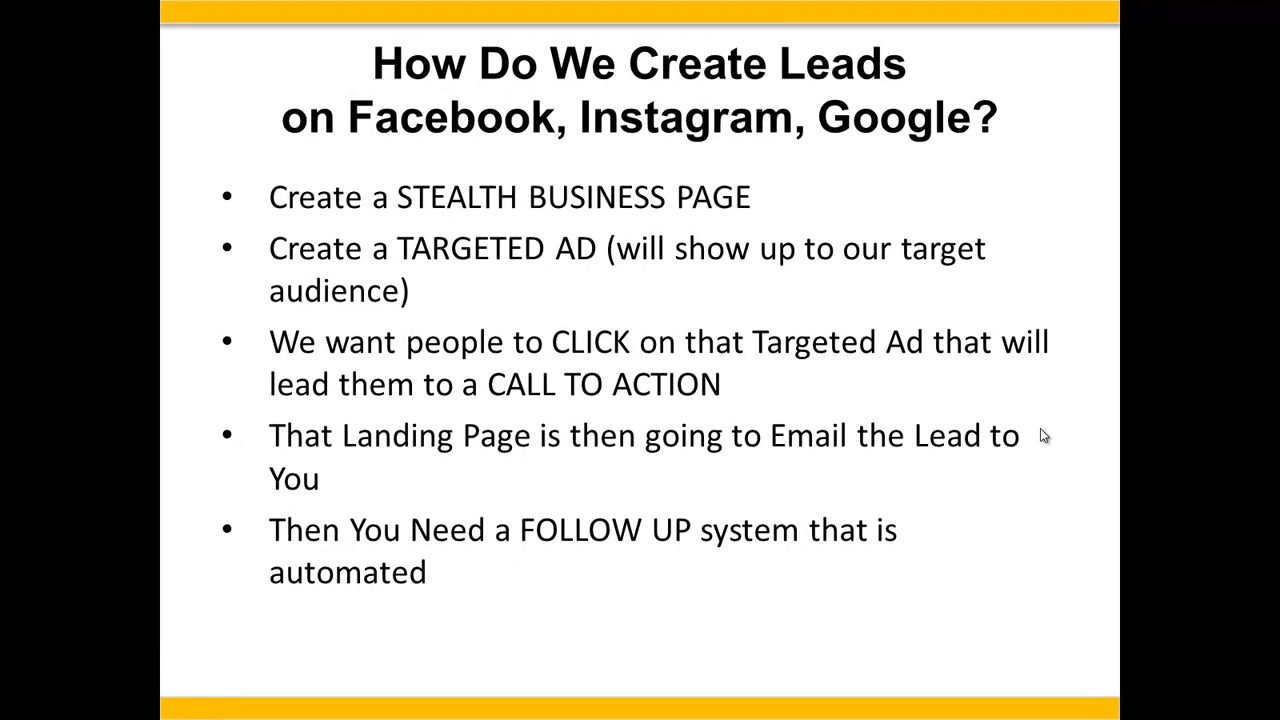 How Do We Create Leads
on Facebook, Instagram, Google?
• Create a STEALTH BUSINESS PAGE
• Create a TARGETED AD (will show up to our target
audience)
• We want people to CLICK on that Targeted Ad that will
lead them to a CALL TO ACTION
• That Landing Page is then going to Email the Lead to
You
• Then You Need a FOLLOW UP system that is
automated